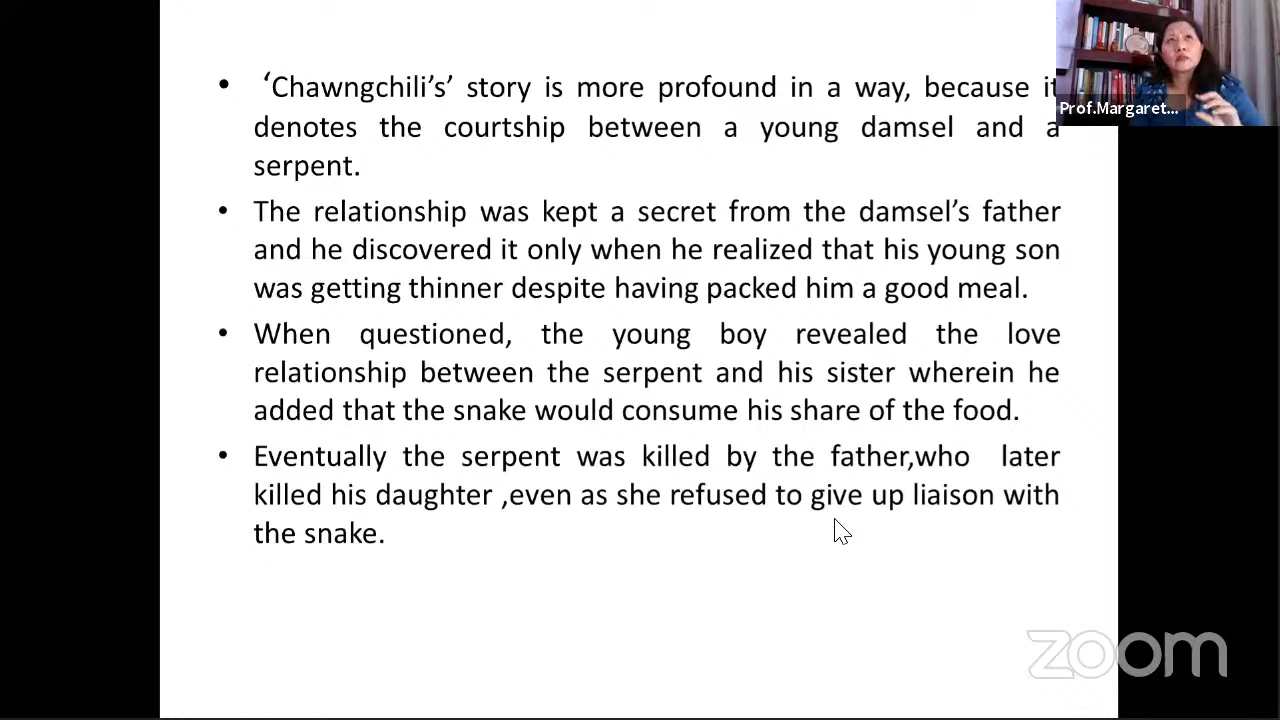 • ‘Chawngchili’s’ story is more profound in a way, because it
denotes the courtship between a young damsel and a
serpent.
• The relationship was kept a secret from the damsel’s father
and he discovered it only when he realized that his young son
was getting thinner despite having packed him a good meal.
• When questioned, the young boy revealed the love
relationship between the serpent and his sister wherein he
added that the snake would consume his share of the food.
• Eventually the serpent was killed by the father,who later
killed his daughter ,even as she refused to give up liaison with
the snake.
Prof.Margaret...
zoom